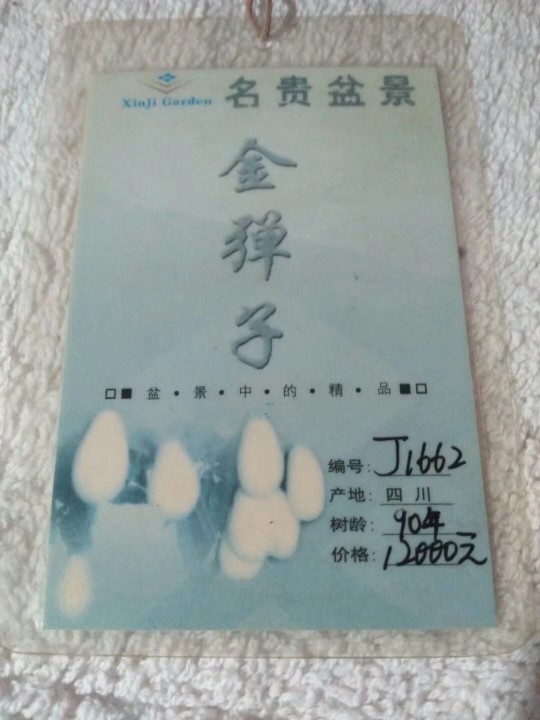 XinJi Garden 名贵盆景
金弹子
□■ 盆·景·中·的·精·品 ■□
编号: J1662
产地: 四川
树龄: 90年
价格: 12000元